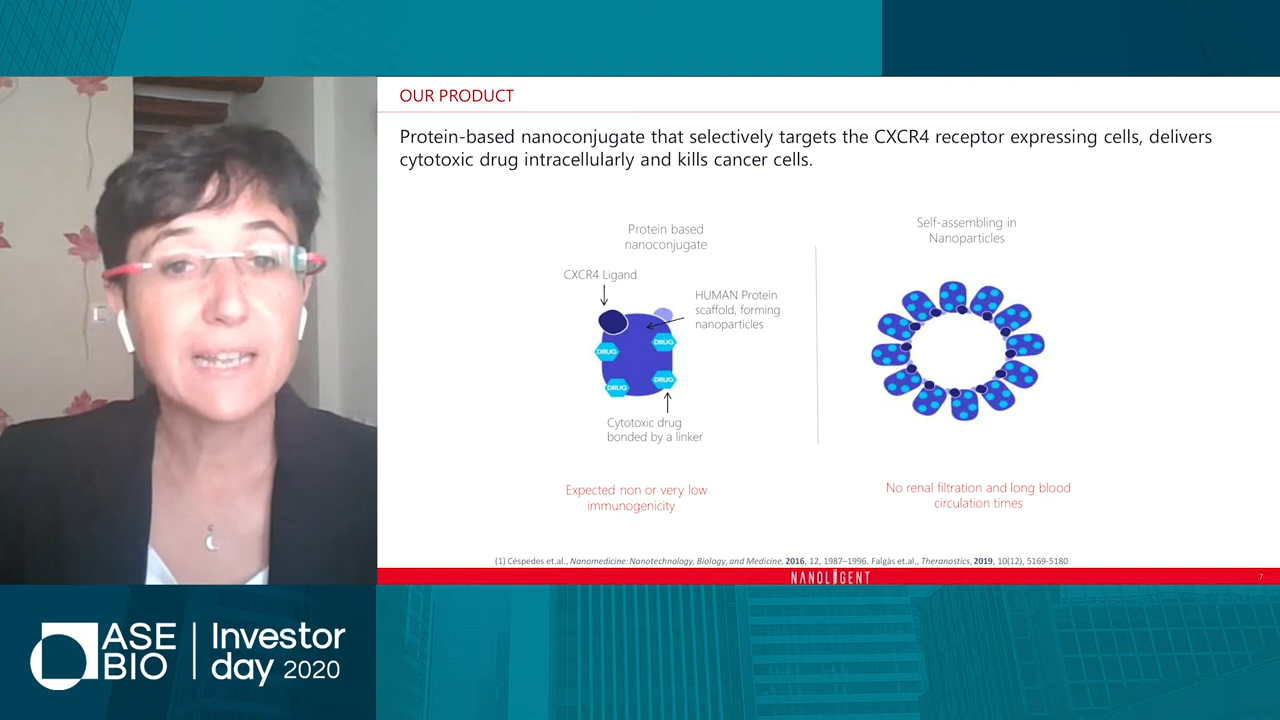 OUR PRODUCT
Protein-based nanoconjugate that selectively targets the CXCR4 receptor expressing cells, delivers
cytotoxic drug intracellularly and kills cancer cells.
Protein based
nanoconjugate
CXCR4 Ligand
HUMAN Protein
scaffold, forming
nanoparticles
DRUG
DRUG
DRUG
DRUG
Cytotoxic drug
bonded by a linker
Expected non or very low
immunogenicity
Self-assembling in
Nanoparticles
No renal filtration and long blood
circulation times
(1) Céspedes et.al., Nanomedicine: Nanotechnology, Biology, and Medicine, 2016, 12, 1987–1996. Falgàs et.al., Theranostics, 2019, 10(12), 5169-5180
NANOLIGENT
7
ASE
BIO
Investor
day 2020